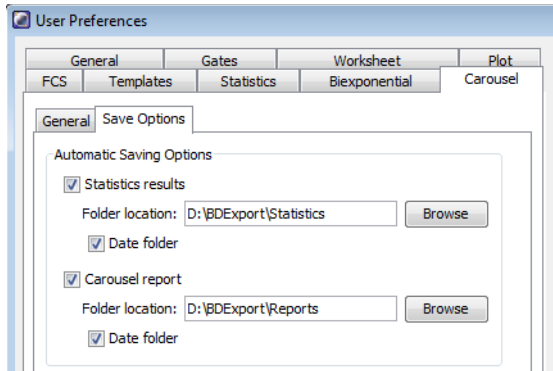 User Preferences
General Gates Worksheet Plot
FCS Templates Statistics Biexponential Carousel
General Save Options
Automatic Saving Options
Statistics results
Folder location: D:\BDExport\Statistics Browse
Date folder
Carousel report
Folder location: D:\BDExport\Reports Browse
Date folder